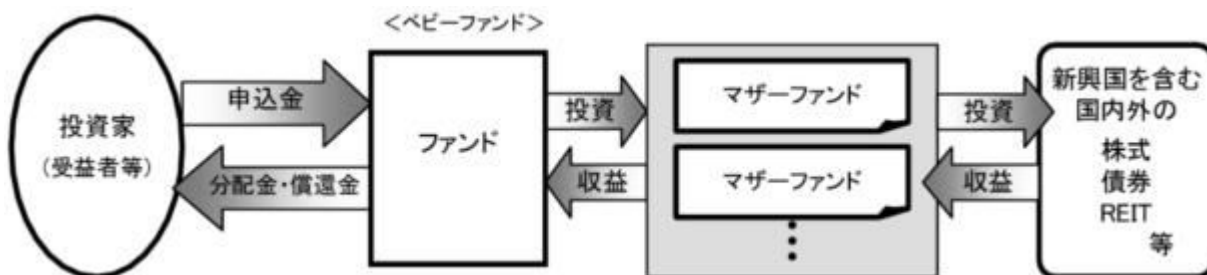 <ベビーファンド>
投資家
(受益者等)
申込金
分配金・償還金
ファンド
投資
収益
マザーファンド
マザーファンド
投資
収益
新興国を含む
国内外の
株式
債券
REIT
等